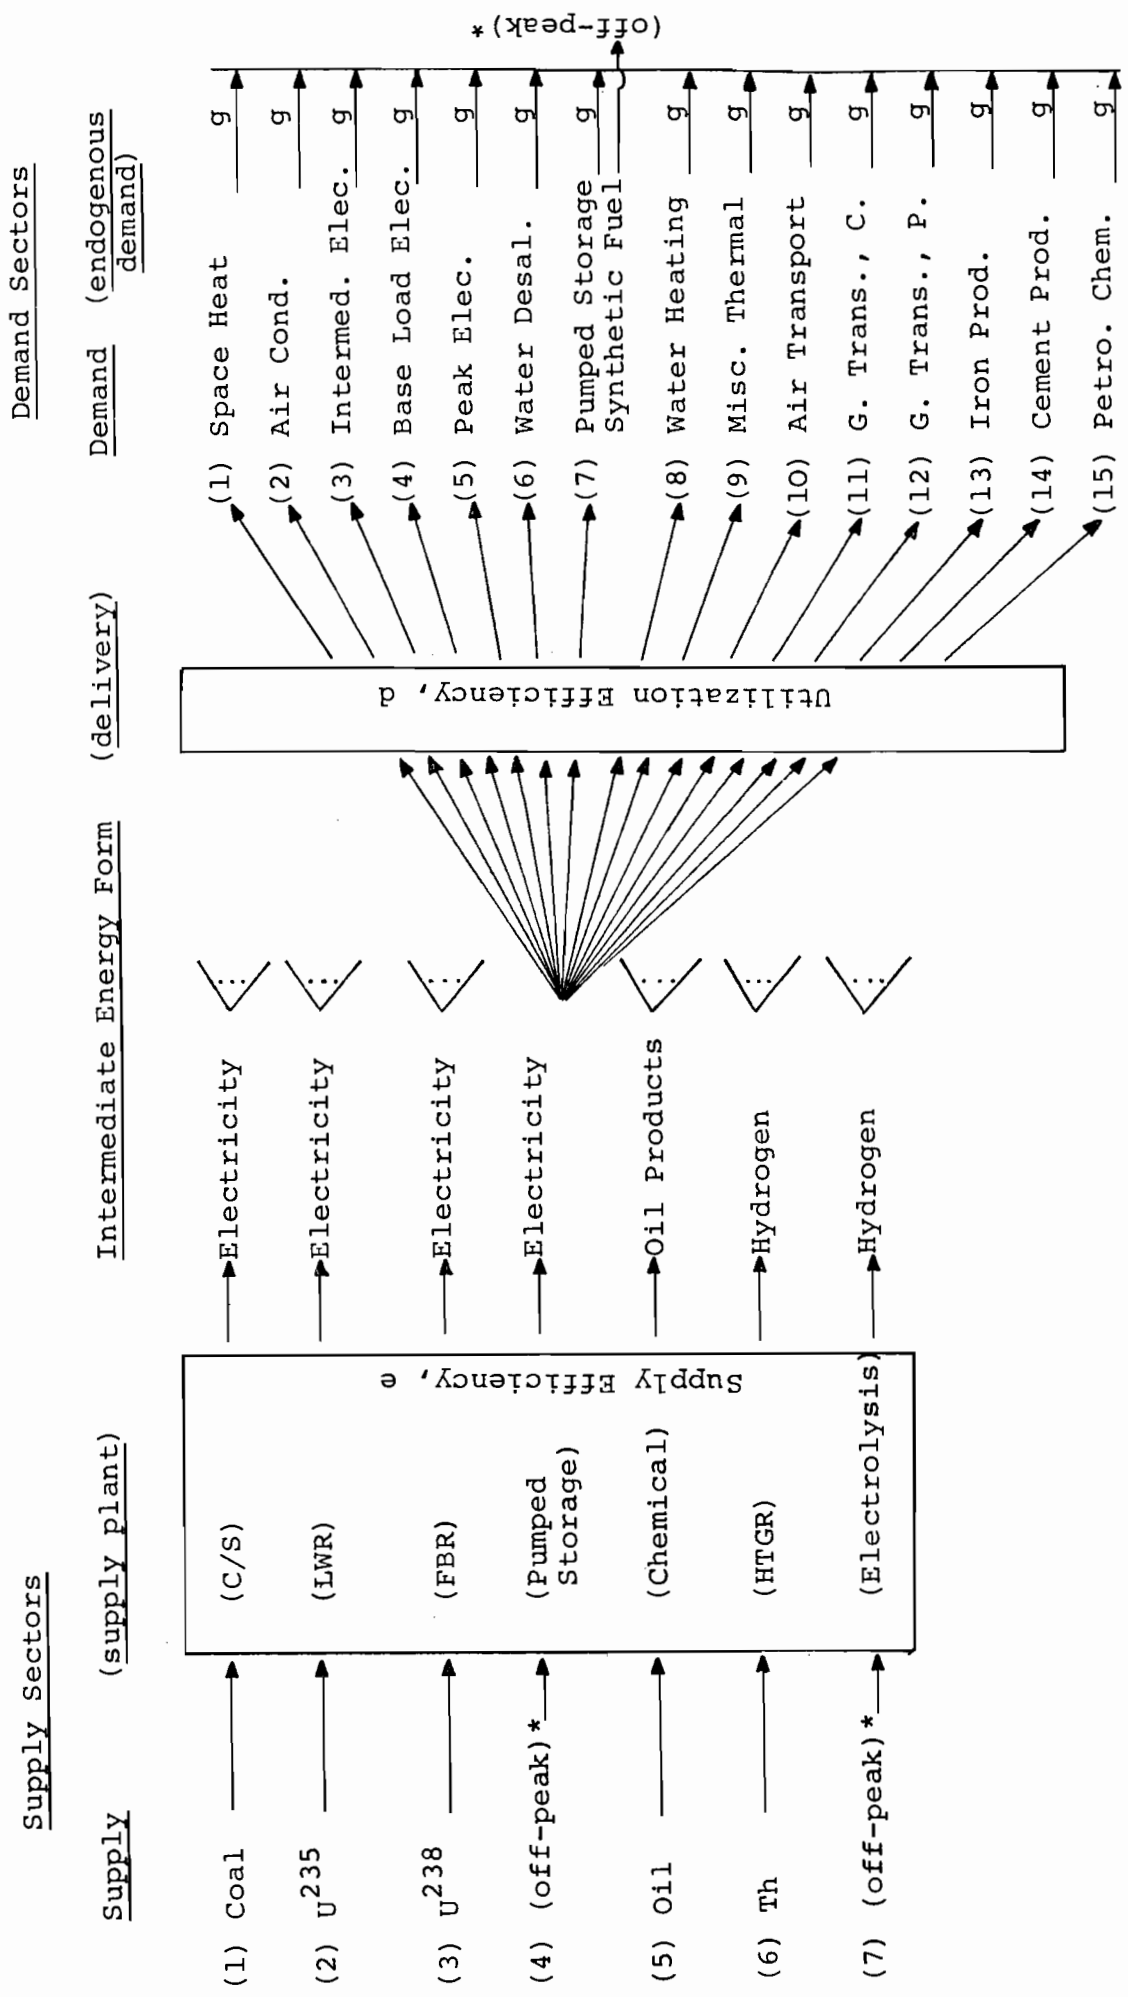 Supply Sectors
Supply
(supply plant)
(1) Coal
(C/S)
(2) U235
(LWR)
(3) U238
(FBR)
(4) (off-peak)*
(Pumped
Storage)
(5) Oil
(Chemical)
(6) Th
(HTGR)
(7) (off-peak)*
(Electrolysis)
Supply Efficiency, e
Intermediate Energy Form
Electricity
Electricity
Electricity
Electricity
Oil Products
Hydrogen
Hydrogen
...
...
...
...
...
...
(delivery)
Utilization Efficiency, d
Demand Sectors
Demand
(endogenous
demand)
(1) Space Heat g
(2) Air Cond. g
(3) Intermed. Elec. g
(4) Base Load Elec. g
(5) Peak Elec. g
(6) Water Desal. g
(7) Pumped Storage g
Synthetic Fuel
(8) Water Heating g
(9) Misc. Thermal g
(10) Air Transport g
(11) G. Trans., C. g
(12) G. Trans., P. g
(13) Iron Prod. g
(14) Cement Prod. g
(15) Petro. Chem. g
(off-peak)*